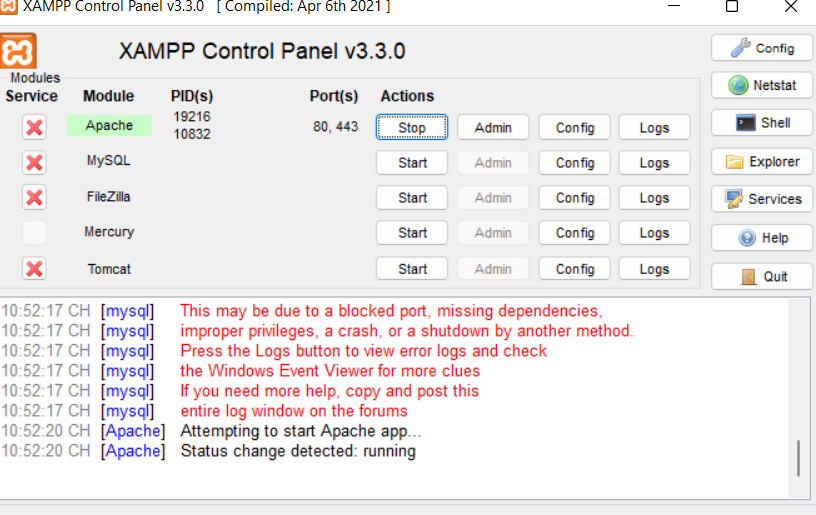 XAMPP Control Panel v3.3.0 [ Compiled: Apr 6th 2021 ]
XAMPP Control Panel v3.3.0
Config
Modules
Service Module PID(s) Port(s) Actions
Netstat
Apache 19216 10832 80, 443 Stop Admin Config Logs
Shell
MySQL Start Admin Config Logs
Explorer
FileZilla Start Admin Config Logs
Services
Mercury Start Admin Config Logs
Help
Tomcat Start Admin Config Logs
Quit
10:52:17 CH [mysql] This may be due to a blocked port, missing dependencies,
10:52:17 CH [mysql] improper privileges, a crash, or a shutdown by another method.
10:52:17 CH [mysql] Press the Logs button to view error logs and check
10:52:17 CH [mysql] the Windows Event Viewer for more clues
10:52:17 CH [mysql] If you need more help, copy and post this
10:52:17 CH [mysql] entire log window on the forums
10:52:20 CH [Apache] Attempting to start Apache app...
10:52:20 CH [Apache] Status change detected: running